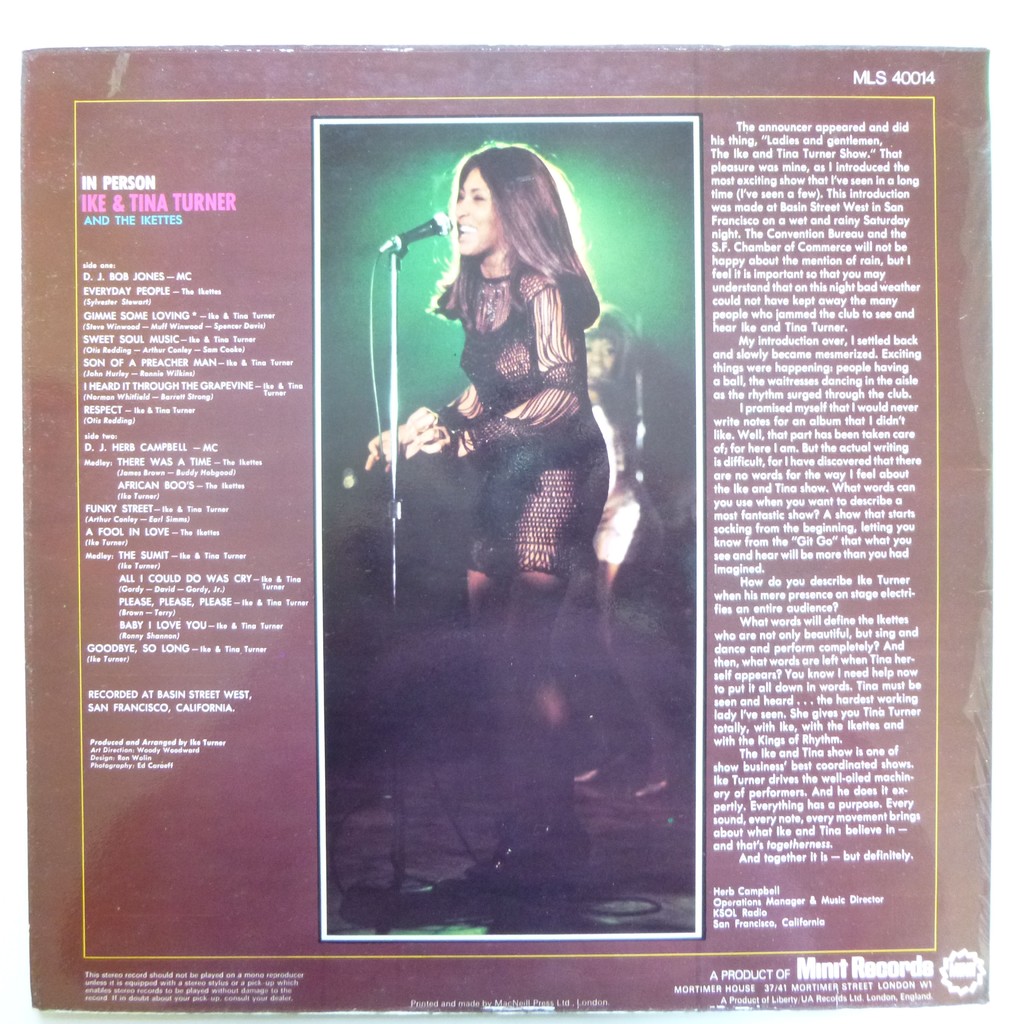 MLS 40014
IN PERSON
IKE & TINA TURNER
AND THE IKETTES
side one:
D. J. BOB JONES — MC
EVERYDAY PEOPLE — The Ikettes
(Sylvester Stewart)
GIMME SOME LOVING* — Ike & Tina Turner
(Steve Winwood — Muff Winwood — Spencer Davis)
SWEET SOUL MUSIC — Ike & Tina Turner
(Otis Redding — Arthur Conley — Sam Cooke)
SON OF A PREACHER MAN — Ike & Tina Turner
(John Hurley — Ronnie Wilkins)
I HEARD IT THROUGH THE GRAPEVINE — Ike & Tina
Turner
(Norman Whitfield — Barrett Strong)
RESPECT — Ike & Tina Turner
(Otis Redding)
side two:
D. J. HERB CAMPBELL — MC
Medley: THERE WAS A TIME — The Ikettes
(James Brown — Buddy Hobgood)
AFRICAN BOO'S — The Ikettes
(Ike Turner)
FUNKY STREET — Ike & Tina Turner
(Arthur Conley — Earl Simms)
A FOOL IN LOVE — The Ikettes
(Ike Turner)
Medley: THE SUMIT — Ike & Tina Turner
(Ike Turner)
ALL I COULD DO WAS CRY — Ike & Tina
Turner
(Gordy — David — Gordy, Jr.)
PLEASE, PLEASE, PLEASE — Ike & Tina Turner
(Brown — Terry)
BABY I LOVE YOU — Ike & Tina Turner
(Ronny Shannon)
GOODBYE, SO LONG — Ike & Tina Turner
(Ike Turner)
RECORDED AT BASIN STREET WEST,
SAN FRANCISCO, CALIFORNIA.
Produced and Arranged by Ike Turner
Art Direction: Woody Woodward
Design: Ron Wolin
Photography: Ed Caraeff
The announcer appeared and did
his thing, "Ladies and gentlemen,
The Ike and Tina Turner Show." That
pleasure was mine, as I introduced the
most exciting show that I've seen in a long
time (I've seen a few). This introduction
was made at Basin Street West in San
Francisco on a wet and rainy Saturday
night. The Convention Bureau and the
S.F. Chamber of Commerce will not be
happy about the mention of rain, but I
feel it is important so that you may
understand that on this night bad weather
could not have kept away the many
people who jammed the club to see and
hear Ike and Tina Turner.
My introduction over, I settled back
and slowly became mesmerized. Exciting
things were happening: people having
a ball, the waitresses dancing in the aisle
as the rhythm surged through the club.
I promised myself that I would never
write notes for an album that I didn't
like. Well, that part has been taken care
of; for here I am. But the actual writing
is difficult, for I have discovered that there
are no words for the way I feel about
the Ike and Tina show. What words can
you use when you want to describe a
most fantastic show? A show that starts
socking from the beginning, letting you
know from the "Git Go" that what you
see and hear will be more than you had
imagined.
How do you describe Ike Turner
when his mere presence on stage electri-
fies an entire audience?
What words will define the Ikettes
who are not only beautiful, but sing and
dance and perform completely? And
then, what words are left when Tina her-
self appears? You know I need help now
to put it all down in words. Tina must be
seen and heard . . . the hardest working
lady I've seen. She gives you Tina Turner
totally, with Ike, with the Ikettes and
with the Kings of Rhythm.
The Ike and Tina show is one of
show business' best coordinated shows.
Ike Turner drives the well-oiled machin-
ery of performers. And he does it ex-
pertly. Everything has a purpose. Every
sound, every note, every movement brings
about what Ike and Tina believe in —
and that's togetherness.
And together it is — but definitely.
Herb Campbell
Operations Manager & Music Director
KSOL Radio
San Francisco, California
This stereo record should not be played on a mono reproducer
unless it is equipped with a stereo stylus or a pick-up which
enables stereo records to be played without damage to the
record. If in doubt about your pick-up, consult your dealer.
Printed and made by MacNeill Press Ltd., London.
A PRODUCT OF Minit Records
MORTIMER HOUSE 37/41 MORTIMER STREET LONDON W1
A Product of Liberty/UA Records Ltd. London, England.